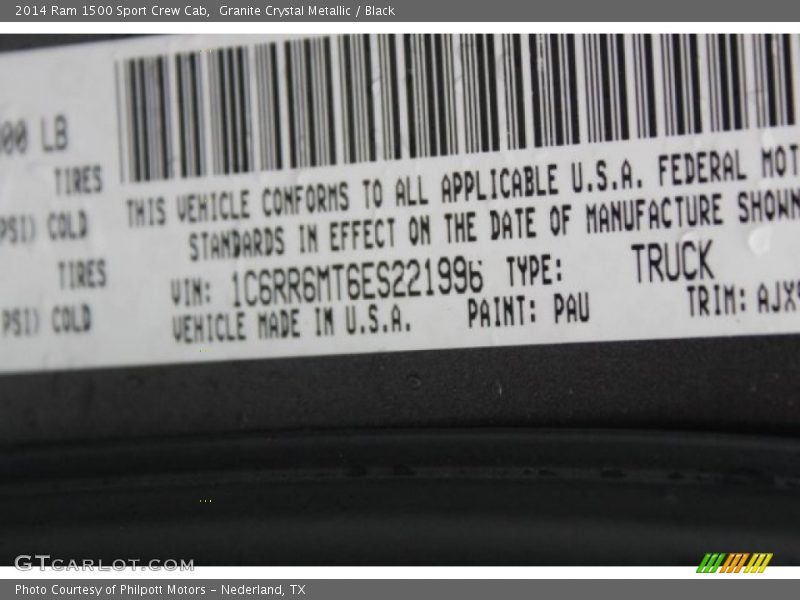 2014 Ram 1500 Sport Crew Cab,  Granite Crystal Metallic / Black
00 LB
TIRES
PSI) COLD
TIRES
PSI) COLD
THIS VEHICLE CONFORMS TO ALL APPLICABLE U.S.A. FEDERAL MOT
STANDARDS IN EFFECT ON THE DATE OF MANUFACTURE SHOWN
VIN: 1C6RR6MT6ES221996 TYPE: TRUCK
VEHICLE MADE IN U.S.A. PAINT: PAU TRIM: AJX
GTCARLOT.COM
Photo Courtesy of Philpott Motors – Nederland, TX